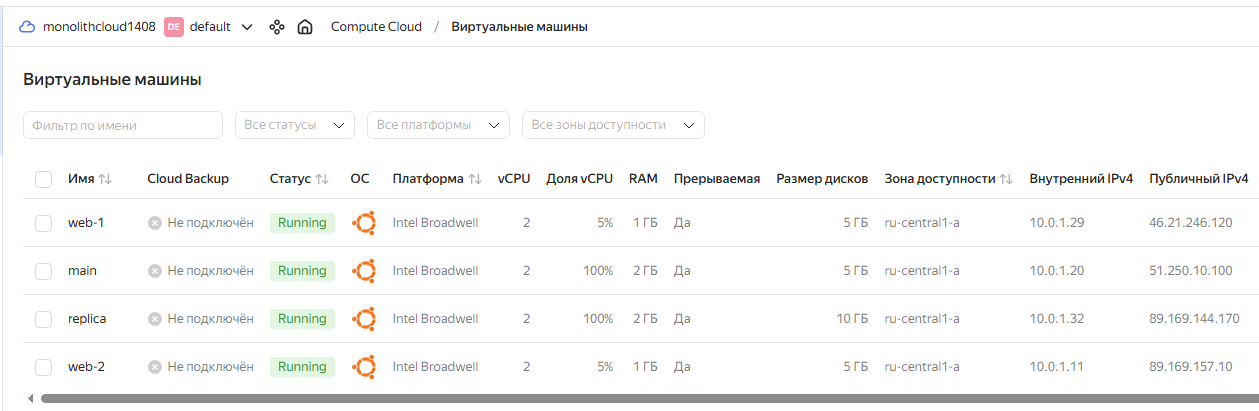 monolithcloud1408 DE default Compute Cloud / Виртуальные машины
Виртуальные машины
Фильтр по имени Все статусы Все платформы Все зоны доступности
Имя Cloud Backup Статус ОС Платформа vCPU Доля vCPU RAM Прерываемая Размер дисков Зона доступности Внутренний IPv4 Публичный IPv4
web-1 Не подключён Running Intel Broadwell 2 5% 1 ГБ Да 5 ГБ ru-central1-a 10.0.1.29 46.21.246.120
main Не подключён Running Intel Broadwell 2 100% 2 ГБ Да 5 ГБ ru-central1-a 10.0.1.20 51.250.10.100
replica Не подключён Running Intel Broadwell 2 100% 2 ГБ Да 10 ГБ ru-central1-a 10.0.1.32 89.169.144.170
web-2 Не подключён Running Intel Broadwell 2 5% 1 ГБ Да 5 ГБ ru-central1-a 10.0.1.11 89.169.157.10